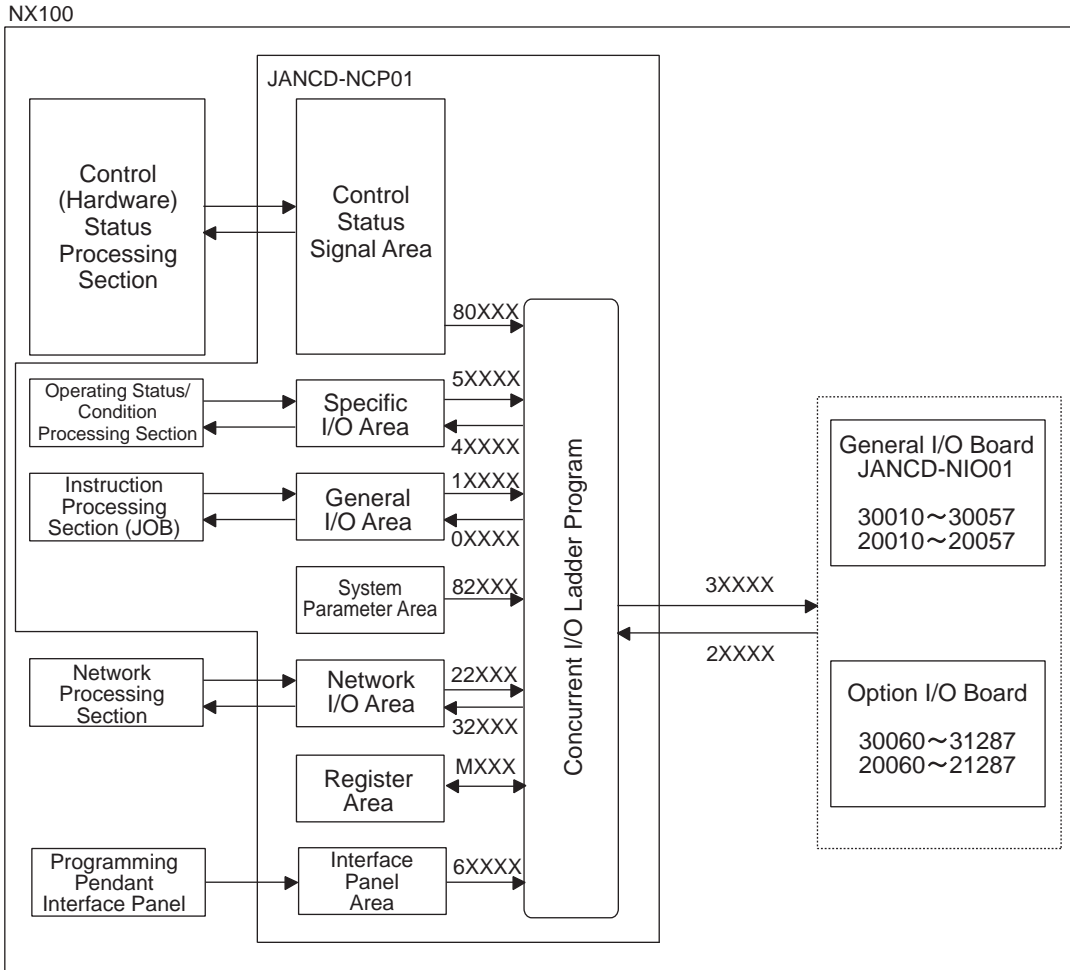 NX100
JANCD-NCP01
Control
(Hardware)
Status
Processing
Section
Control
Status
Signal Area
80XXX
Operating Status/
Condition
Processing Section
Specific
I/O Area
5XXXX
4XXXX
Instruction
Processing
Section (JOB)
General
I/O Area
1XXXX
0XXXX
System
Parameter Area
82XXX
Network
Processing
Section
Network
I/O Area
22XXX
32XXX
Register
Area
MXXX
Programming
Pendant
Interface Panel
Interface
Panel
Area
6XXXX
Concurrent I/O Ladder Program
3XXXX
2XXXX
General I/O Board
JANCD-NIO01
30010～30057
20010～20057
Option I/O Board
30060～31287
20060～21287